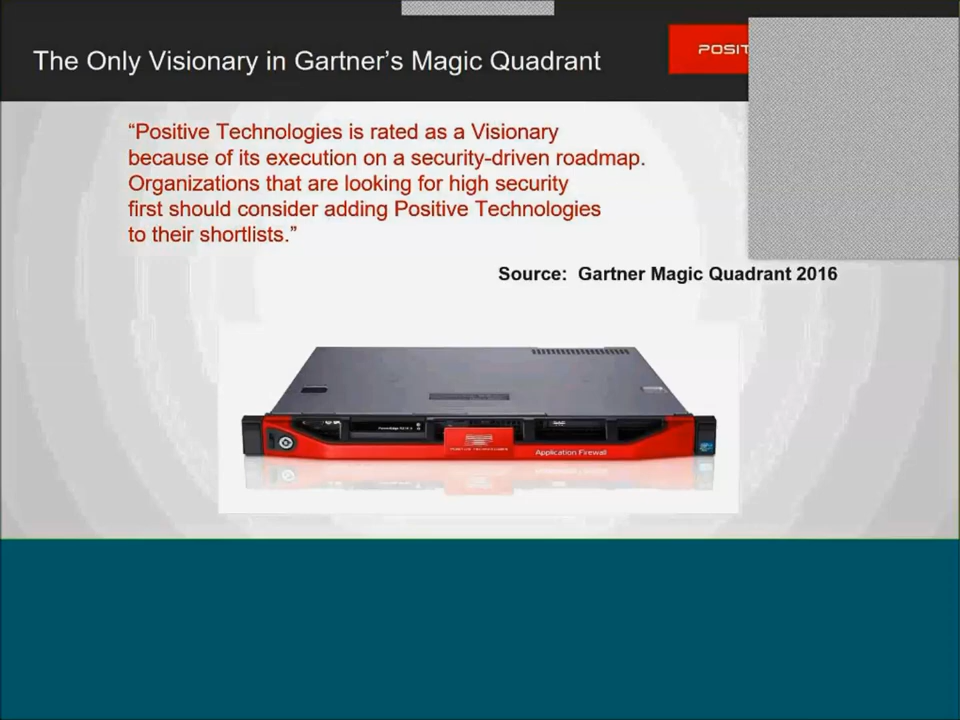 The Only Visionary in Gartner’s Magic Quadrant
POSIT
“Positive Technologies is rated as a Visionary
because of its execution on a security-driven roadmap.
Organizations that are looking for high security
first should consider adding Positive Technologies
to their shortlists.”
Source:  Gartner Magic Quadrant 2016
Application Firewall